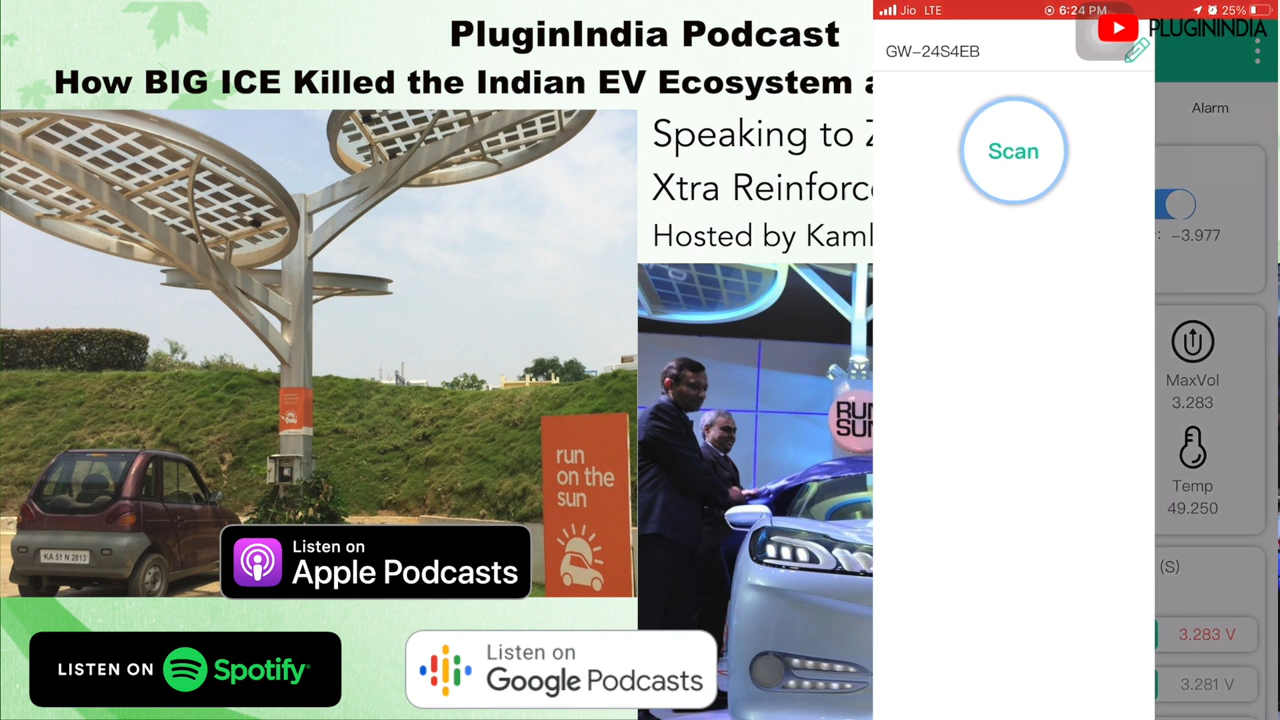 PluginIndia Podcast
How BIG ICE Killed the Indian EV Ecosystem
Speaking to
Xtra
Hosted by
run
on the
sun
KA 51 N 2813
Listen on
Apple Podcasts
LISTEN ON Spotify
Listen on
Google Podcasts
RUN
SUN
Jio LTE
6:24 PM
25%
PLUGININDIA
GW-24S4EB
Scan
Alarm
: -3.977
MaxVol
3.283
Temp
49.250
(S)
3.283 V
3.281 V